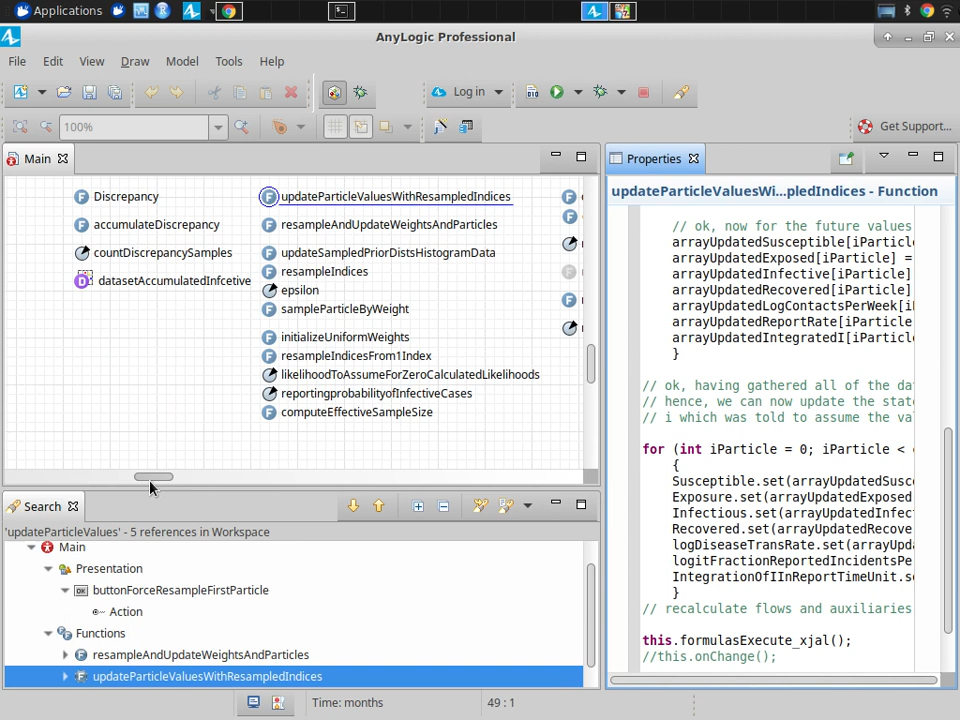 Applications
AnyLogic Professional
File Edit View Draw Model Tools Help
Log in
100%
Get Support...
Main
Properties
updateParticleValuesWi...pledIndices - Function
Discrepancy
accumulateDiscrepancy
countDiscrepancySamples
datasetAccumulatedInfcetive
updateParticleValuesWithResampledIndices
resampleAndUpdateWeightsAndParticles
updateSampledPriorDistsHistogramData
resampleIndices
epsilon
sampleParticleByWeight
initializeUniformWeights
resampleIndicesFrom1Index
likelihoodToAssumeForZeroCalculatedLikelihoods
reportingprobabilityofInfectiveCases
computeEffectiveSampleSize
// ok, now for the future values
arrayUpdatedSusceptible[iParticle
arrayUpdatedExposed[iParticle] =
arrayUpdatedInfective[iParticle]
arrayUpdatedRecovered[iParticle]
arrayUpdatedLogContactsPerWeek[i
arrayUpdatedReportRate[iParticle
arrayUpdatedIntegratedI[iParticle
}
// ok, having gathered all of the da
// hence, we can now update the stat
// i which was told to assume the va
for (int iParticle = 0; iParticle <
{
Susceptible.set(arrayUpdatedSusc
Exposure.set(arrayUpdatedExposed
Infectious.set(arrayUpdatedInfec
Recovered.set(arrayUpdatedRecove
logDiseaseTransRate.set(arrayUpd
logitFractionReportedIncidentsPe
IntegrationOfIInReportTimeUnit.s
}
// recalculate flows and auxiliaries
this.formulasExecute_xjal();
//this.onChange();
Search
'updateParticleValues' - 5 references in Workspace
Main
Presentation
buttonForceResampleFirstParticle
Action
Functions
resampleAndUpdateWeightsAndParticles
updateParticleValuesWithResampledIndices
Time: months
49 : 1